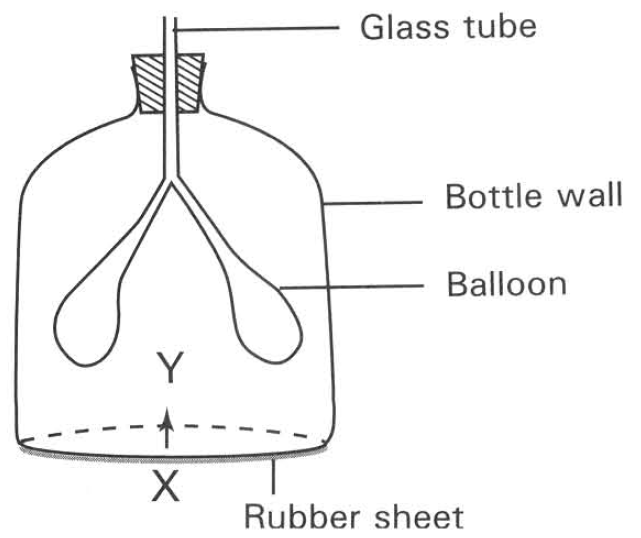 Glass tube
Bottle wall
Balloon
Y
X
Rubber sheet